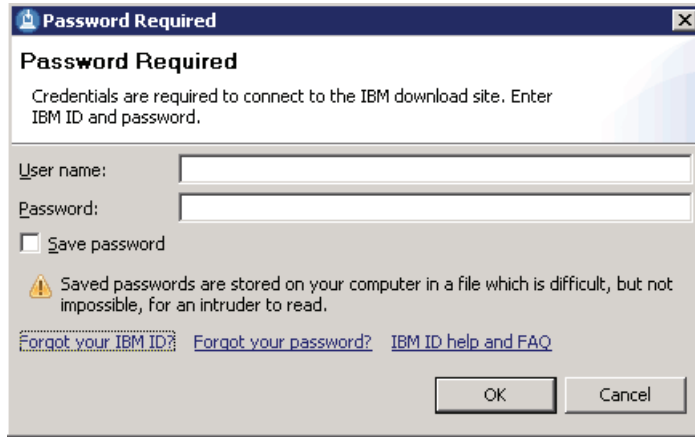 Password Required
Password Required
Credentials are required to connect to the IBM download site. Enter
IBM ID and password.
User name:
Password:
Save password
Saved passwords are stored on your computer in a file which is difficult, but not
impossible, for an intruder to read.
Forgot your IBM ID? Forgot your password? IBM ID help and FAQ
OK Cancel